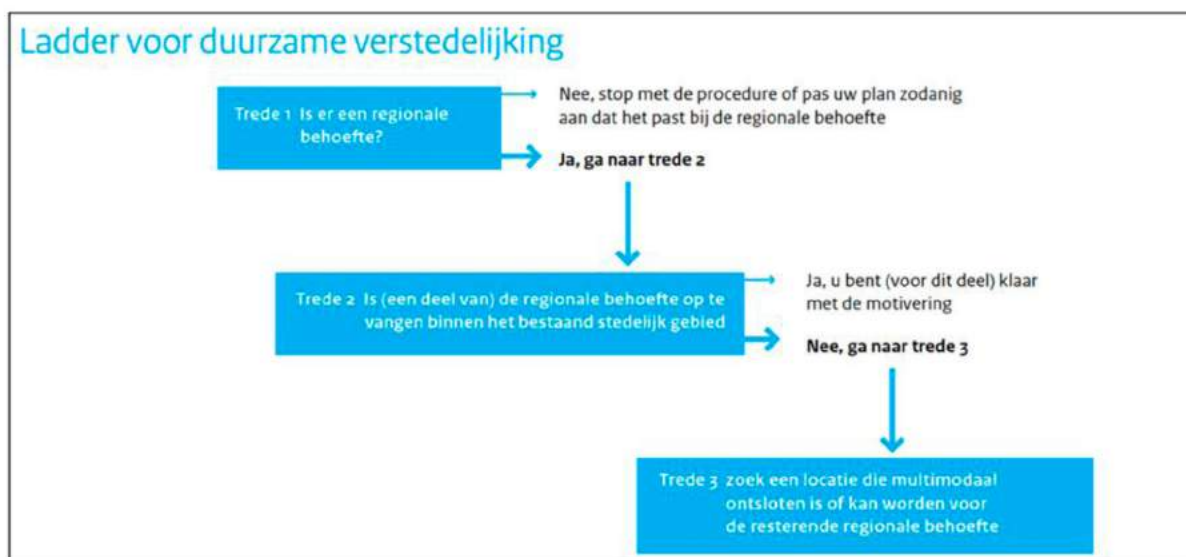 Ladder voor duurzame verstedelijking
Trede 1 Is er een regionale
behoefte?
Nee, stop met de procedure of pas uw plan zodanig
aan dat het past bij de regionale behoefte
Ja, ga naar trede 2
Trede 2 Is (een deel van) de regionale behoefte op te
vangen binnen het bestaand stedelijk gebied
Ja, u bent (voor dit deel) klaar
met de motivering
Nee, ga naar trede 3
Trede 3 zoek een locatie die multimodaal
ontsloten is of kan worden voor
de resterende regionale behoefte